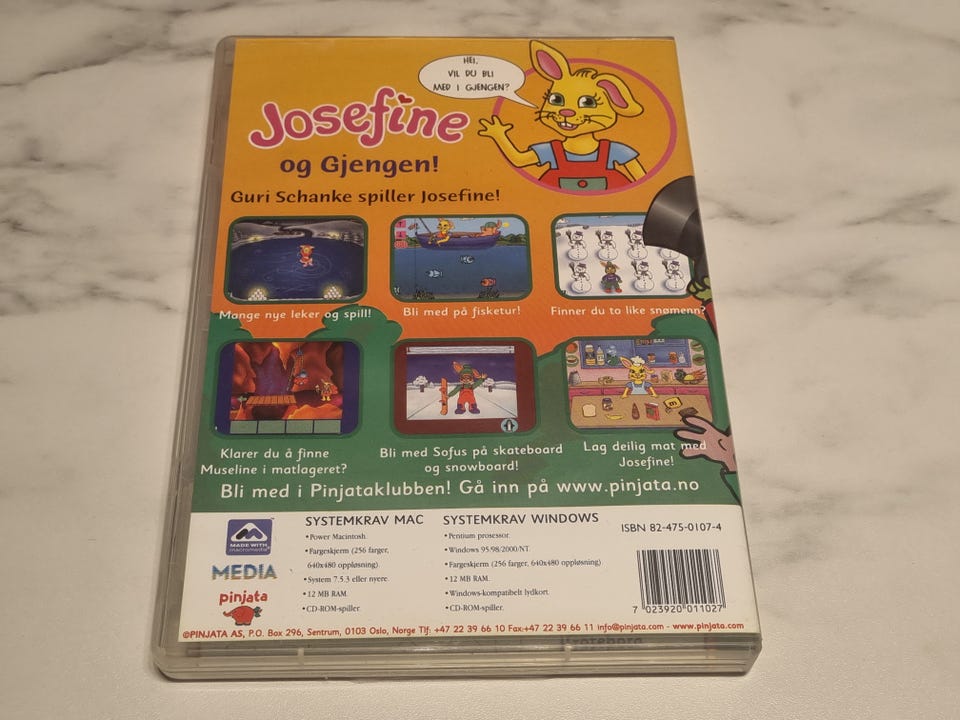 HEI,
VIL DU BLI
MED I GJENGEN?
Josefine
og Gjengen!
Guri Schanke spiller Josefine!
Mange nye leker og spill!
Bli med på fisketur!
Finner du to like snømenn?
Klarer du å finne
Museline i matlageret?
Bli med Sofus på skateboard
og snowboard!
Lag deilig mat med
Josefine!
Bli med i Pinjataklubben! Gå inn på www.pinjata.no
MADE WITH
macromedia
MEDIA
pinjata
SYSTEMKRAV MAC
• Power Macintosh.
• Fargeskjerm (256 farger,
640x480 oppløsning).
• System 7.5.3 eller nyere.
• 12 MB RAM.
• CD-ROM-spiller.
SYSTEMKRAV WINDOWS
• Pentium prosessor.
• Windows 95/98/2000/NT.
• Fargeskjerm (256 farger, 640x480 oppløsning).
• 12 MB RAM.
• Windows-kompatibelt lydkort.
• CD-ROM-spiller.
ISBN 82-475-0107-4
7 023920 011027
©PINJATA AS, P.O. Box 296, Sentrum, 0103 Oslo, Norge Tlf: +47 22 39 66 10 Fax:+47 22 39 66 11 info@pinjata.com - www.pinjata.com